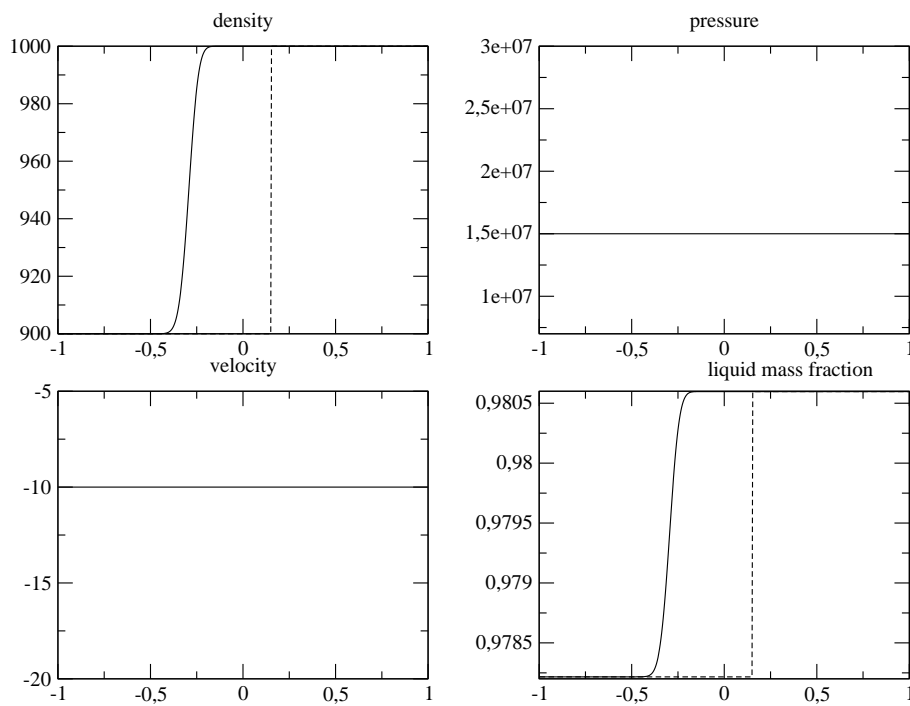 density
1000
980
960
940
920
900
-1 -0,5 0 0,5 1
pressure
3e+07
2,5e+07
2e+07
1,5e+07
1e+07
-1 -0,5 0 0,5 1
velocity
-5
-10
-15
-20
-1 -0,5 0 0,5 1
liquid mass fraction
0,9805
0,98
0,9795
0,979
0,9785
-1 -0,5 0 0,5 1